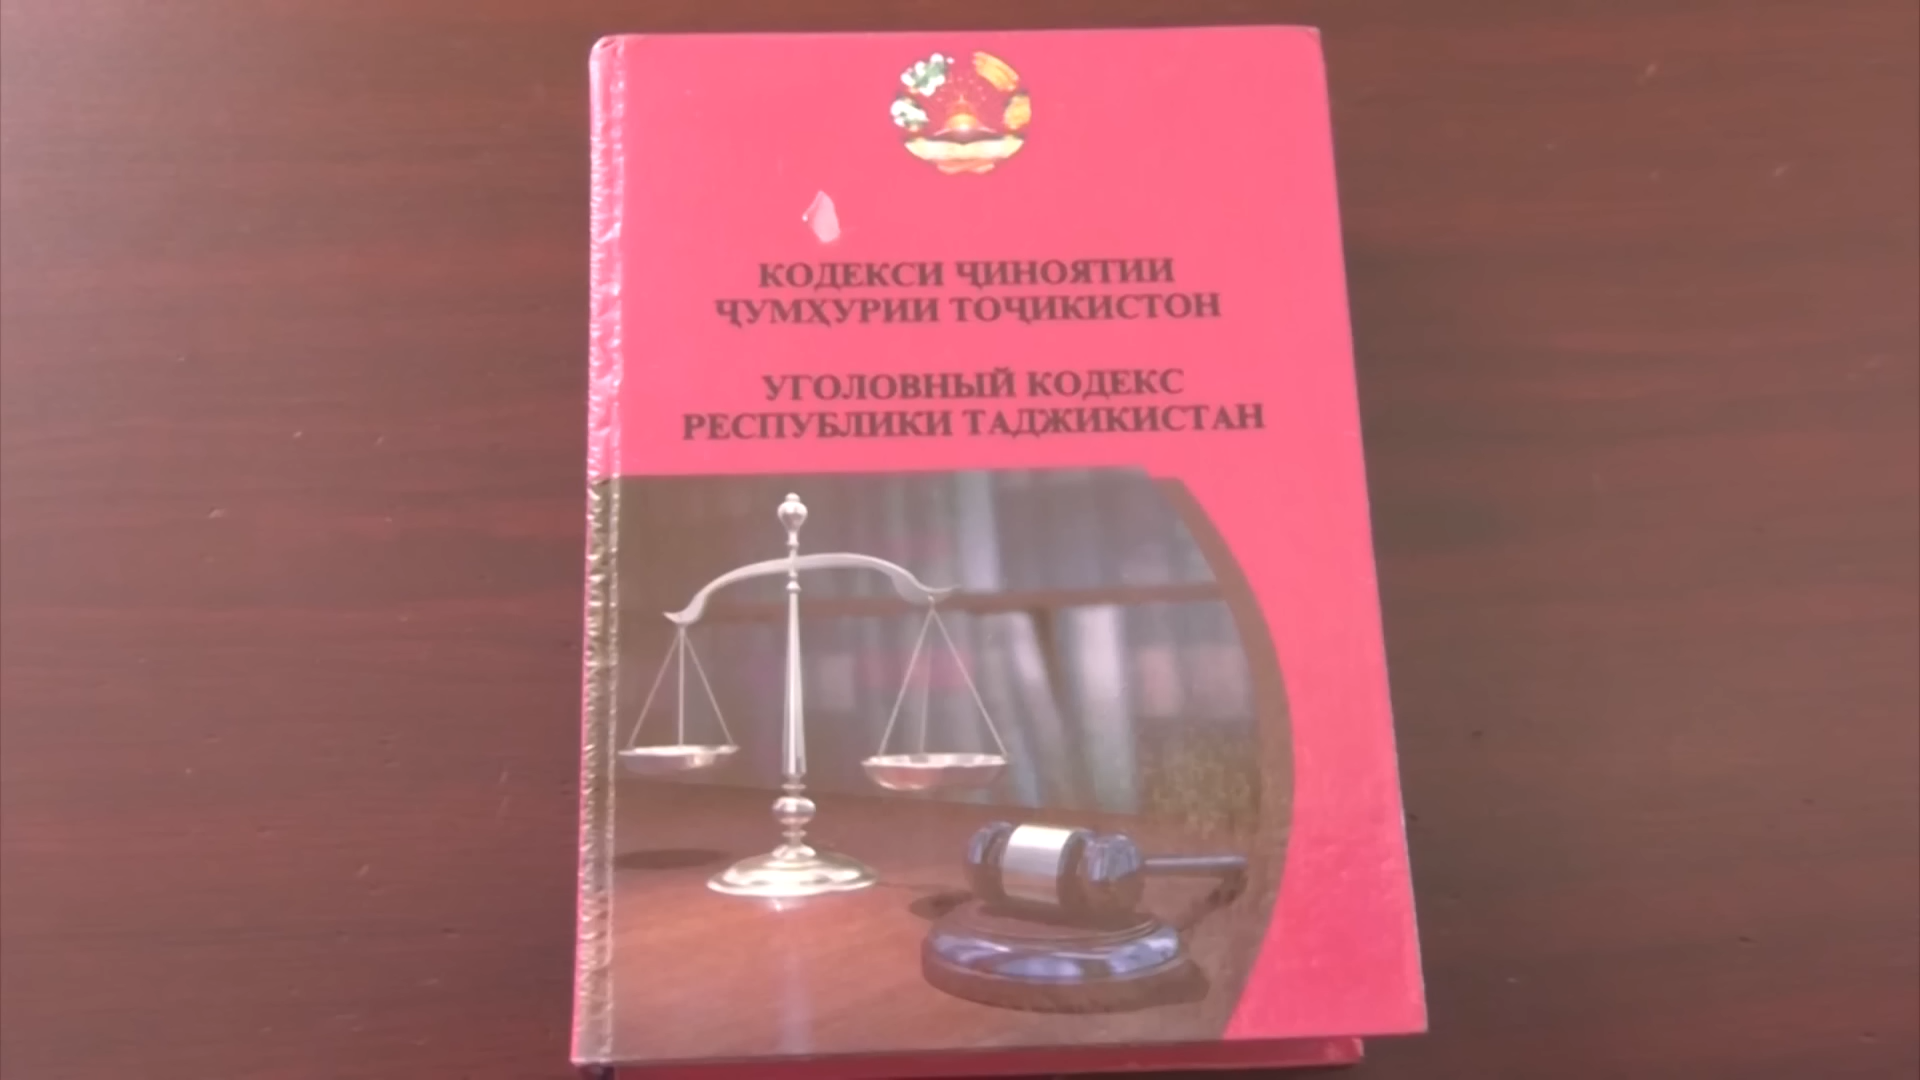 КОДЕКСИ ҶИНОЯТИИ
ҶУМҲУРИИ ТОҶИКИСТОН
УГОЛОВНЫЙ КОДЕКС
РЕСПУБЛИКИ ТАДЖИКИСТАН